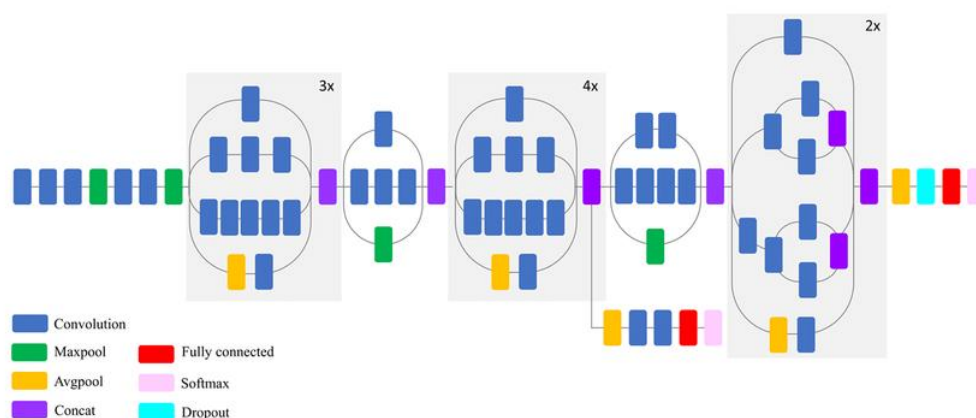 3x
4x
2x
Convolution
Maxpool
Fully connected
Avgpool
Softmax
Concat
Dropout